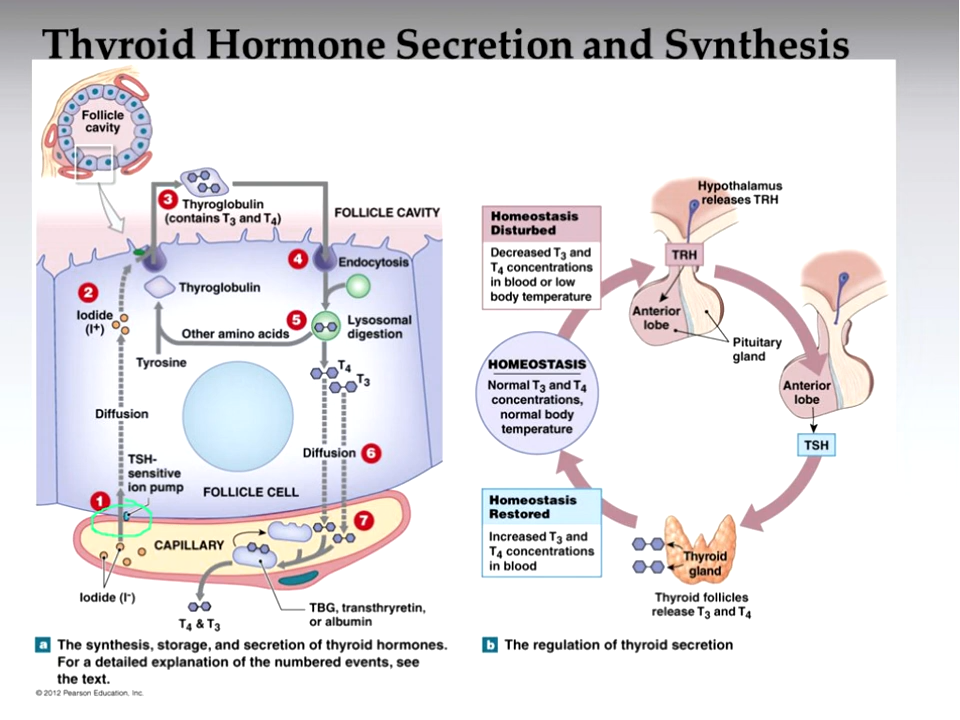 Thyroid Hormone Secretion and Synthesis
Follicle
cavity
3
Thyroglobulin
(contains T3 and T4)
FOLLICLE CAVITY
4
Endocytosis
Thyroglobulin
2
Iodide
(I+)
5
Lysosomal
digestion
Other amino acids
Tyrosine
T4
T3
Diffusion
Diffusion
6
TSH-
sensitive
ion pump
FOLLICLE CELL
1
7
CAPILLARY
Iodide (I-)
T4 & T3
TBG, transthryretin,
or albumin
a The synthesis, storage, and secretion of thyroid hormones.
For a detailed explanation of the numbered events, see
the text.
© 2012 Pearson Education, Inc.
Hypothalamus
releases TRH
Homeostasis
Disturbed
Decreased T3 and
T4 concentrations
in blood or low
body temperature
TRH
Anterior
lobe
Pituitary
gland
HOMEOSTASIS
Normal T3 and T4
concentrations,
normal body
temperature
Anterior
lobe
TSH
Homeostasis
Restored
Increased T3 and
T4 concentrations
in blood
Thyroid
gland
Thyroid follicles
release T3 and T4
b The regulation of thyroid secretion